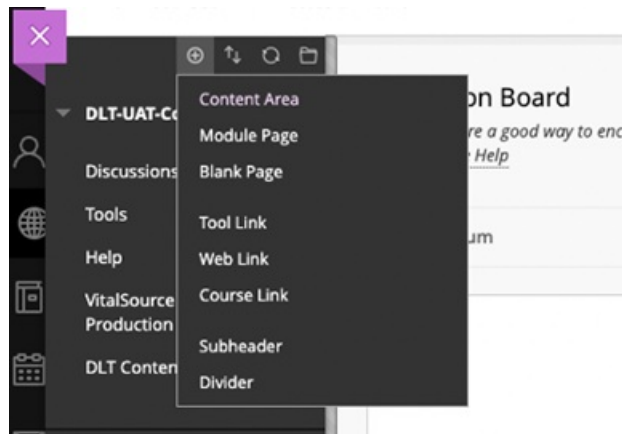 DLT-UAT-Co
Discussions
Tools
Help
VitalSource
Production
DLT Conten
Content Area
Module Page
Blank Page
Tool Link
Web Link
Course Link
Subheader
Divider
on Board
re a good way to enc
Help
um